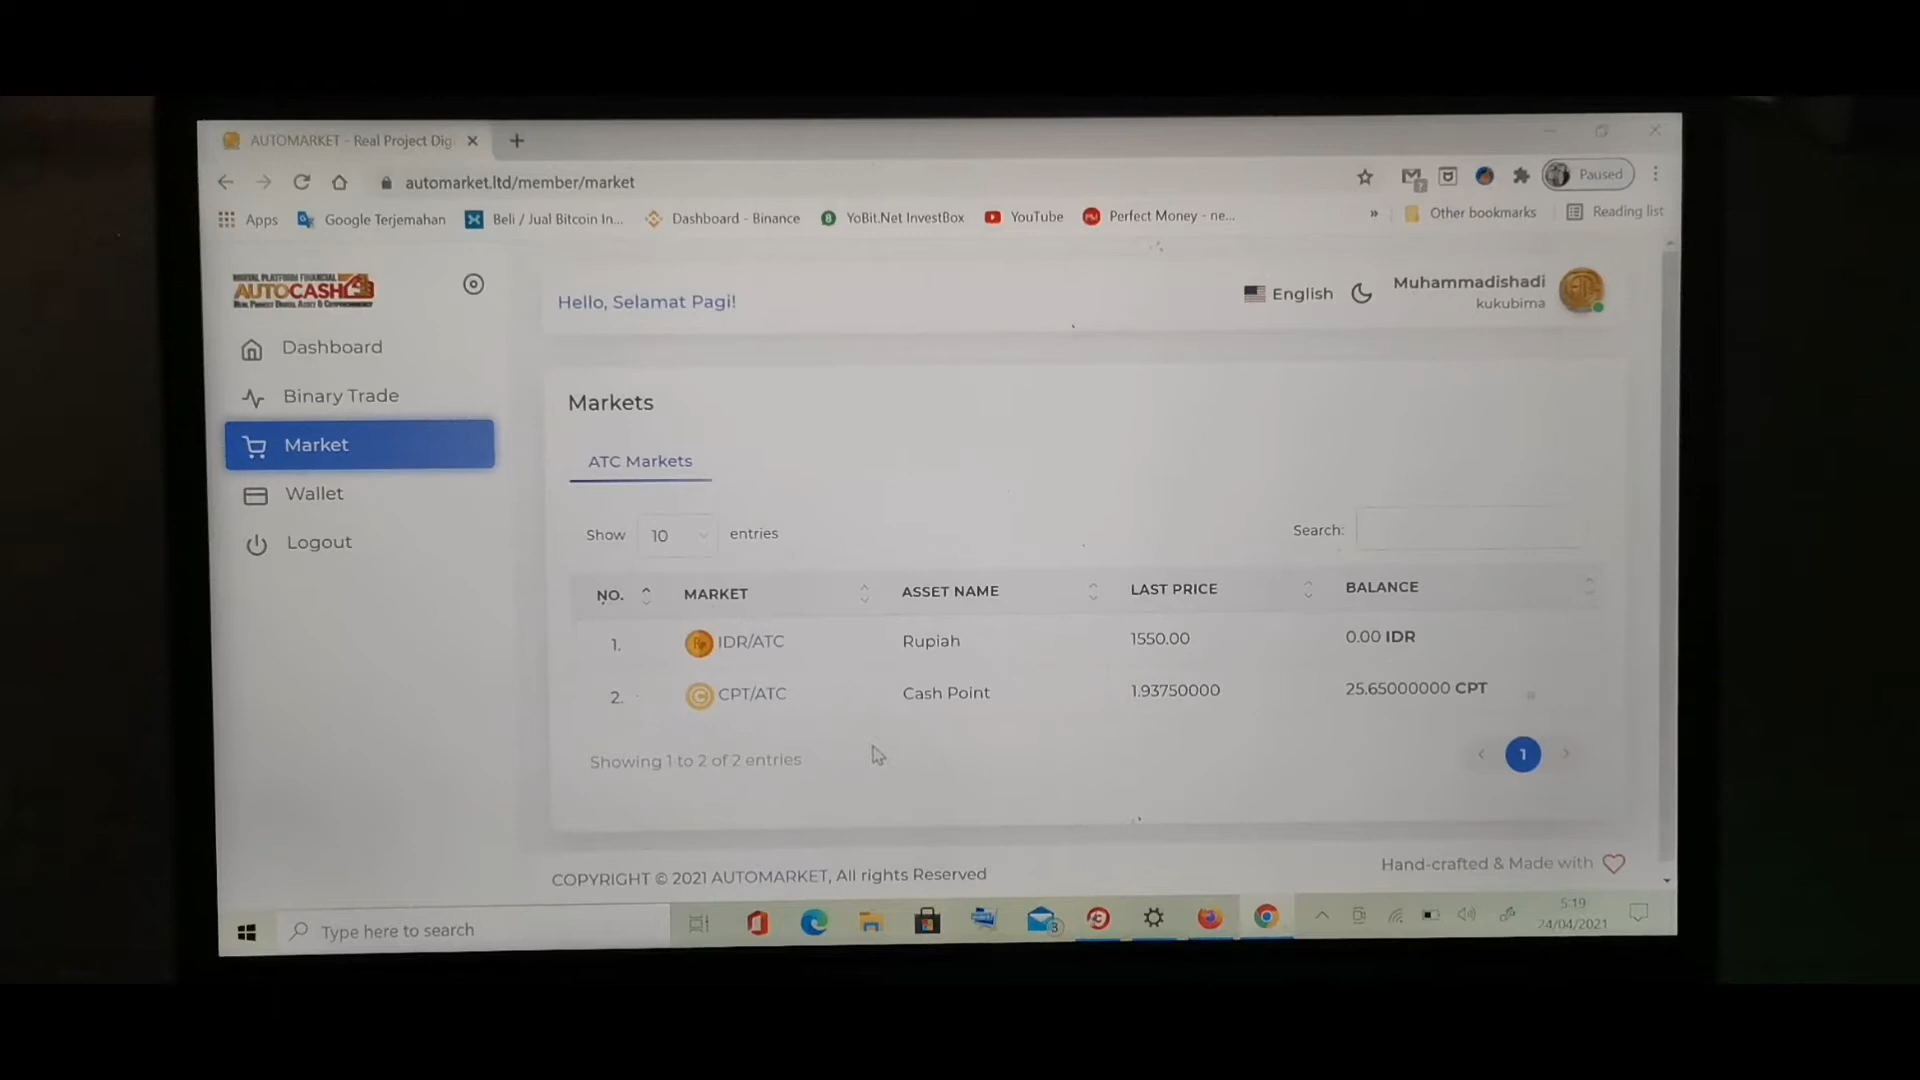 AUTOMARKET - Real Project Dig
automarket.ltd/member/market
Paused
Apps
Google Terjemahan
Beli / Jual Bitcoin In...
Dashboard - Binance
YoBit.Net InvestBox
YouTube
Perfect Money - ne...
»
Other bookmarks
Reading list
DIGITAL PLATFORM FINANCIAL
AUTOCASH
Hello, Selamat Pagi!
English
Muhammadishadi
kukubima
Dashboard
Binary Trade
Market
Wallet
Logout
Markets
ATC Markets
Show 10 entries
Search:
NO. MARKET ASSET NAME LAST PRICE BALANCE
1. IDR/ATC Rupiah 1550.00 0.00 IDR
2. CPT/ATC Cash Point 1.93750000 25.65000000 CPT
Showing 1 to 2 of 2 entries
1
COPYRIGHT © 2021 AUTOMARKET, All rights Reserved
Hand-crafted & Made with
Type here to search
3
5:19
24/04/2021